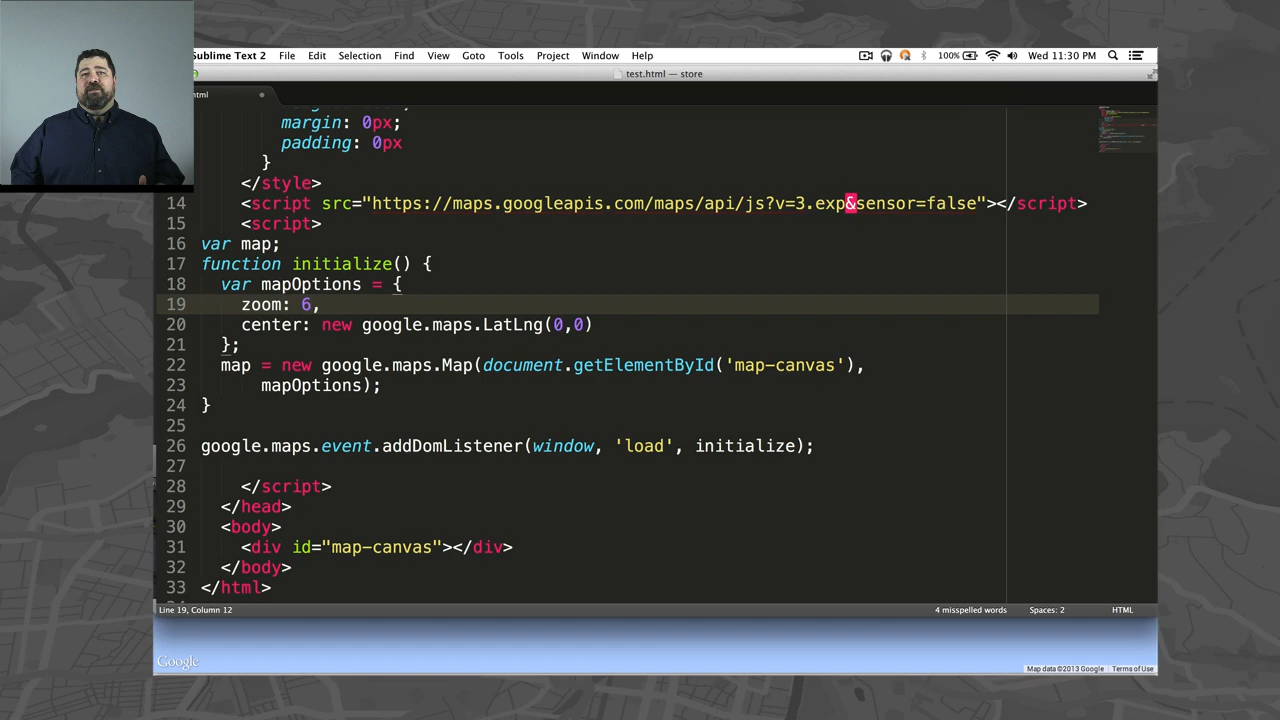 Sublime Text 2 File Edit Selection Find View Goto Tools Project Window Help 100% Wed 11:30 PM
test.html — store
html
margin: 0px;
padding: 0px
}
</style>
14 <script src="https://maps.googleapis.com/maps/api/js?v=3.exp&sensor=false"></script>
15 <script>
16 var map;
17 function initialize() {
18 var mapOptions = {
19 zoom: 6,
20 center: new google.maps.LatLng(0,0)
21 };
22 map = new google.maps.Map(document.getElementById('map-canvas'),
23 mapOptions);
24 }
25
26 google.maps.event.addDomListener(window, 'load', initialize);
27
28 </script>
29 </head>
30 <body>
31 <div id="map-canvas"></div>
32 </body>
33 </html>
Line 19, Column 12 4 misspelled words Spaces: 2 HTML
Google Map data ©2013 Google Terms of Use